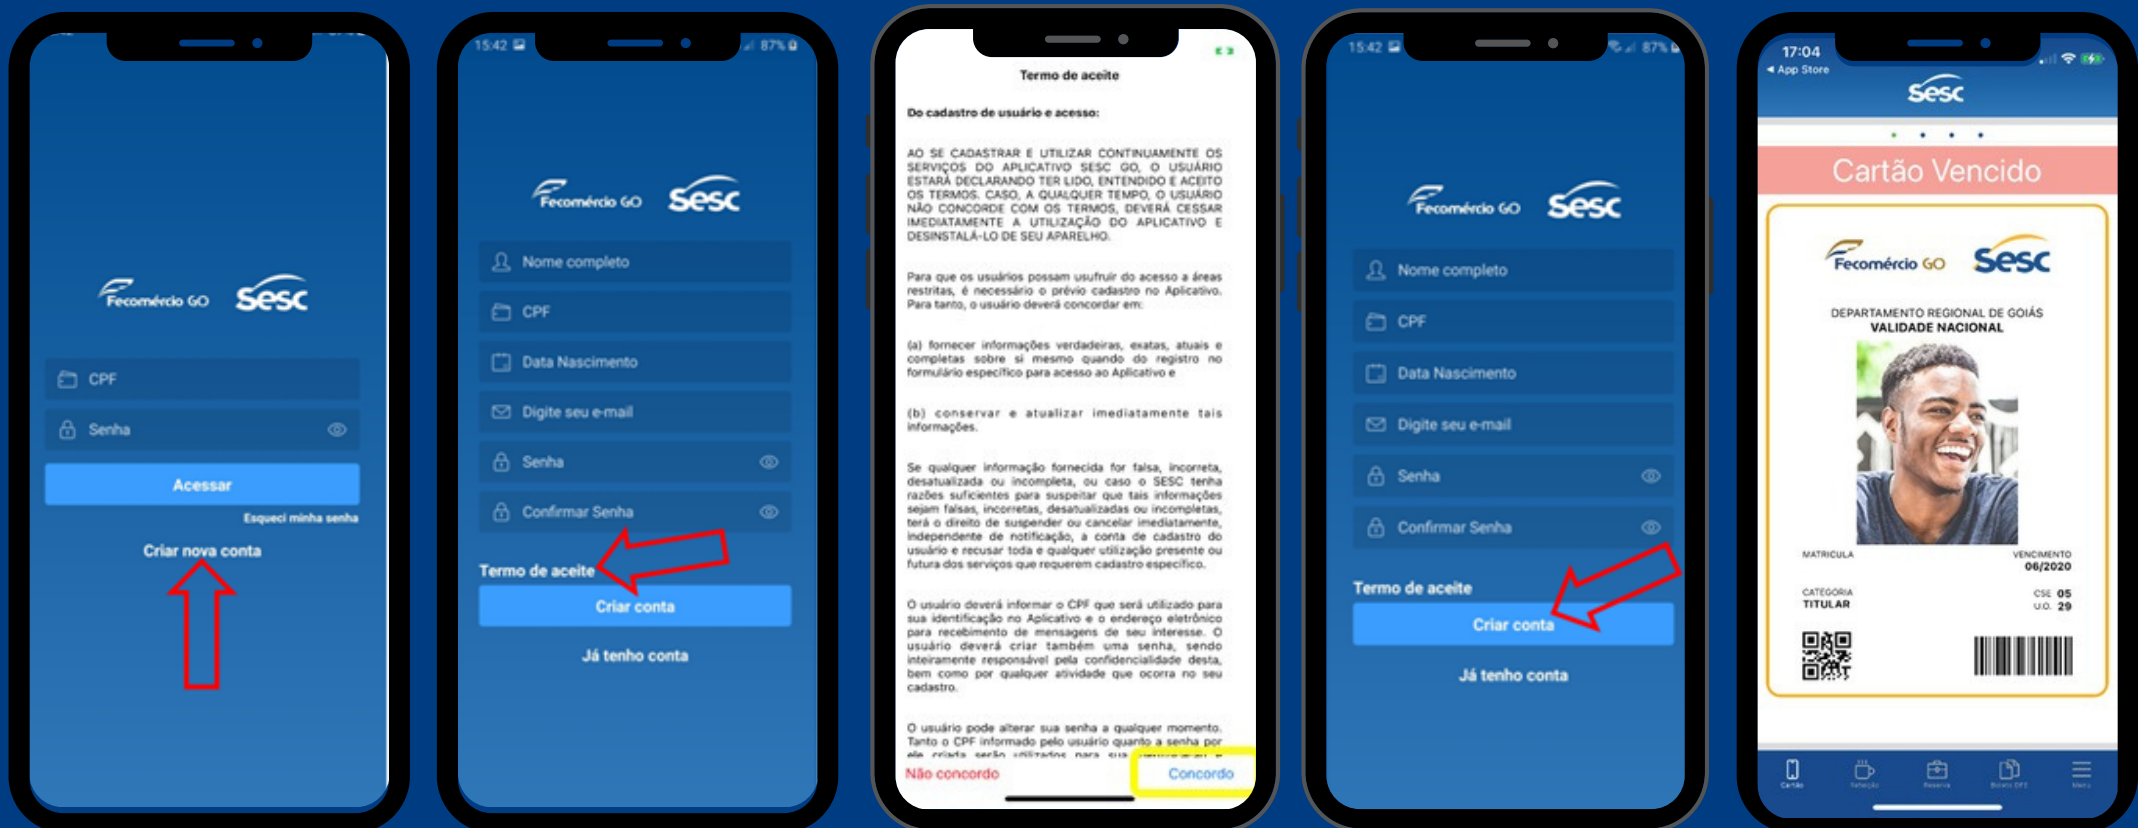 Fecomércio GO Sesc
CPF
Senha
Acessar
Esqueci minha senha
Criar nova conta
15:42 87%
Fecomércio GO Sesc
Nome completo
CPF
Data Nascimento
Digite seu e-mail
Senha
Confirmar Senha
Termo de aceite
Criar conta
Já tenho conta
Termo de aceite
Do cadastro de usuário e acesso:
AO SE CADASTRAR E UTILIZAR CONTINUAMENTE OS
SERVIÇOS DO APLICATIVO SESC GO, O USUÁRIO
ESTARÁ DECLARANDO TER LIDO, ENTENDIDO E ACEITO
OS TERMOS. CASO, A QUALQUER TEMPO, O USUÁRIO
NÃO CONCORDE COM OS TERMOS, DEVERÁ CESSAR
IMEDIATAMENTE A UTILIZAÇÃO DO APLICATIVO E
DESINSTALÁ-LO DE SEU APARELHO.
Para que os usuários possam usufruir do acesso a áreas
restritas, é necessário o prévio cadastro no Aplicativo.
Para tanto, o usuário deverá concordar em:
(a) fornecer informações verdadeiras, exatas, atuais e
completas sobre si mesmo quando do registro no
formulário específico para acesso ao Aplicativo e
(b) conservar e atualizar imediatamente tais
informações.
Se qualquer informação fornecida for falsa, incorreta,
desatualizada ou incompleta, ou caso o SESC tenha
razões suficientes para suspeitar que tais informações
sejam falsas, incorretas, desatualizadas ou incompletas,
terá o direito de suspender ou cancelar imediatamente,
independente de notificação, a conta de cadastro do
usuário e recusar toda e qualquer utilização presente ou
futura dos serviços que requerem cadastro específico.
O usuário deverá informar o CPF que será utilizado para
sua identificação no Aplicativo e o endereço eletrônico
para recebimento de mensagens de seu interesse. O
usuário deverá criar também uma senha, sendo
inteiramente responsável pela confidencialidade desta,
bem como por qualquer atividade que ocorra no seu
cadastro.
O usuário pode alterar sua senha a qualquer momento.
Tanto o CPF informado pelo usuário quanto a senha por
ele criada serão utilizados para sua
Não concordo Concordo
15:42 87%
Fecomércio GO Sesc
Nome completo
CPF
Data Nascimento
Digite seu e-mail
Senha
Confirmar Senha
Termo de aceite
Criar conta
Já tenho conta
17:04
App Store
Sesc
Cartão Vencido
Fecomércio GO Sesc
DEPARTAMENTO REGIONAL DE GOIÁS
VALIDADE NACIONAL
MATRICULA VENCIMENTO
06/2020
CATEGORIA CSE 05
TITULAR U.O. 29
Cartão Refeição Reserva Boleto DFE Menu